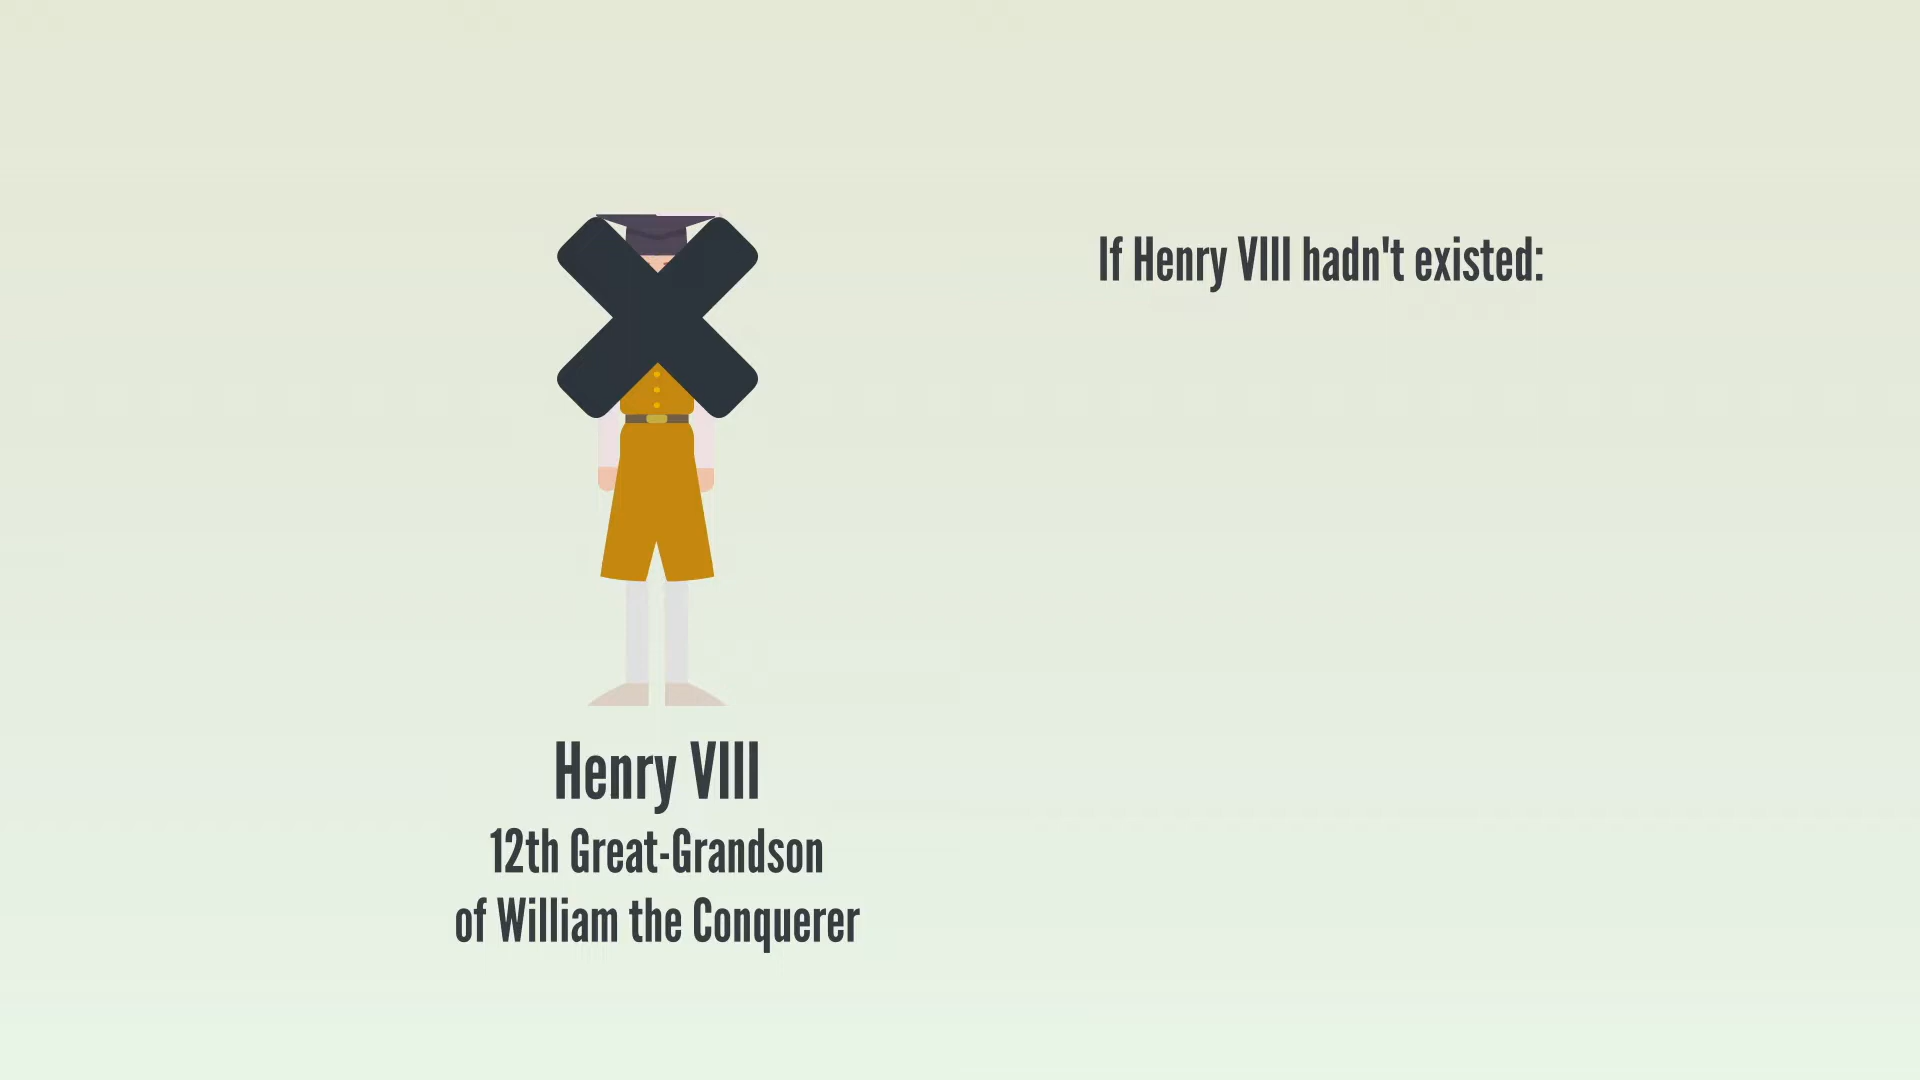 If Henry VIII hadn't existed:
Henry VIII
12th Great-Grandson
of William the Conquerer